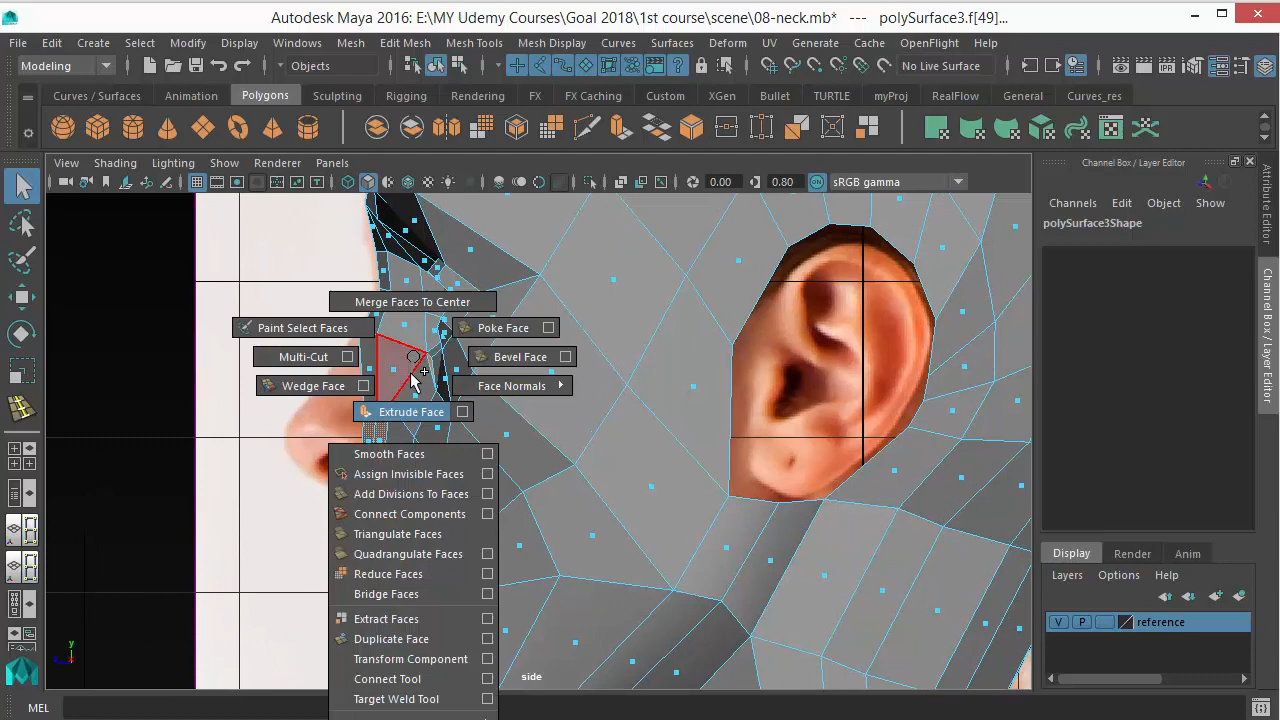 Autodesk Maya 2016: E:\MY Udemy Courses\Goal 2018\1st course\scene\08-neck.mb* --- polySurface3.f[49]...
File Edit Create Select Modify Display Windows Mesh Edit Mesh Mesh Tools Mesh Display Curves Surfaces Deform UV Generate Cache OpenFlight Help
Modeling Objects No Live Surface
Curves / Surfaces Animation Polygons Sculpting Rigging Rendering FX FX Caching Custom XGen Bullet TURTLE myProj RealFlow General Curves_res
View Shading Lighting Show Renderer Panels
Channel Box / Layer Editor
0.00 0.80 sRGB gamma
Channels Edit Object Show
polySurface3Shape
Merge Faces To Center
Paint Select Faces Poke Face
Multi-Cut Bevel Face
Wedge Face Face Normals
Extrude Face
Smooth Faces
Assign Invisible Faces
Add Divisions To Faces
Connect Components
Triangulate Faces
Quadrangulate Faces
Reduce Faces
Bridge Faces
Extract Faces
Duplicate Face
Transform Component
Connect Tool
Target Weld Tool
side
Attribute Editor
Channel Box / Layer Editor
Display Render Anim
Layers Options Help
V P reference
y
MEL